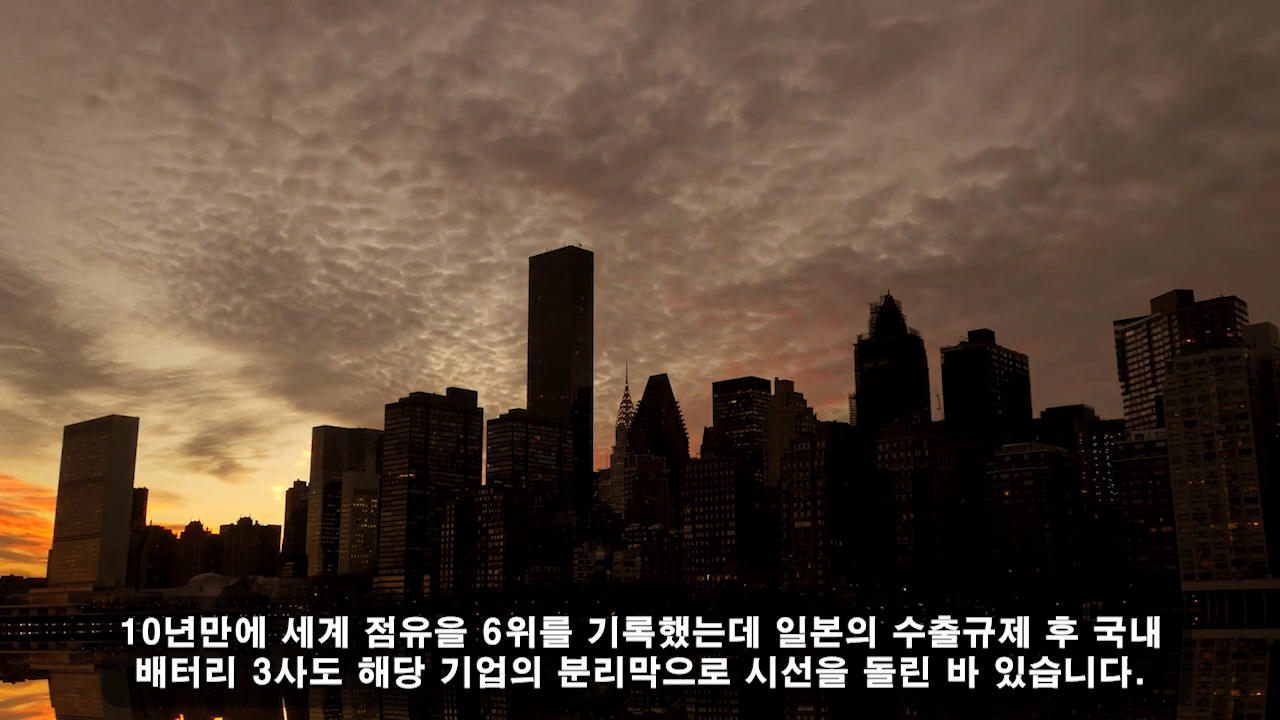 10년만에 세계 점유율 6위를 기록했는데 일본의 수출규제 후 국내
배터리 3사도 해당 기업의 분리막으로 시선을 돌린 바 있습니다.